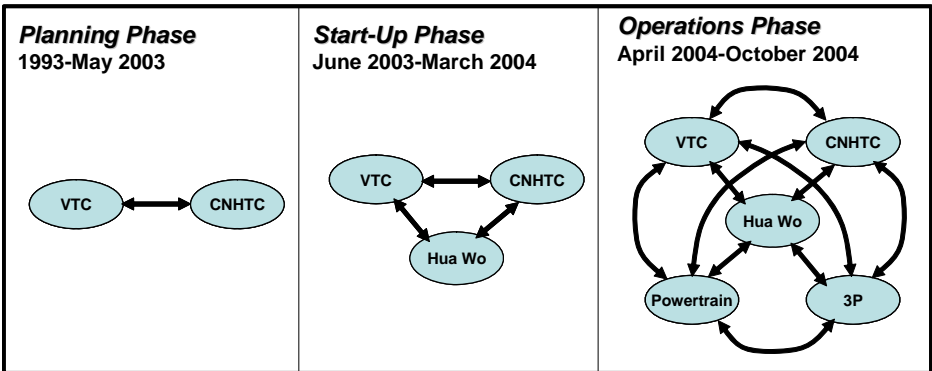 Planning Phase
1993-May 2003
VTC
CNHTC
Start-Up Phase
June 2003-March 2004
VTC
CNHTC
Hua Wo
Operations Phase
April 2004-October 2004
VTC
CNHTC
Hua Wo
Powertrain
3P